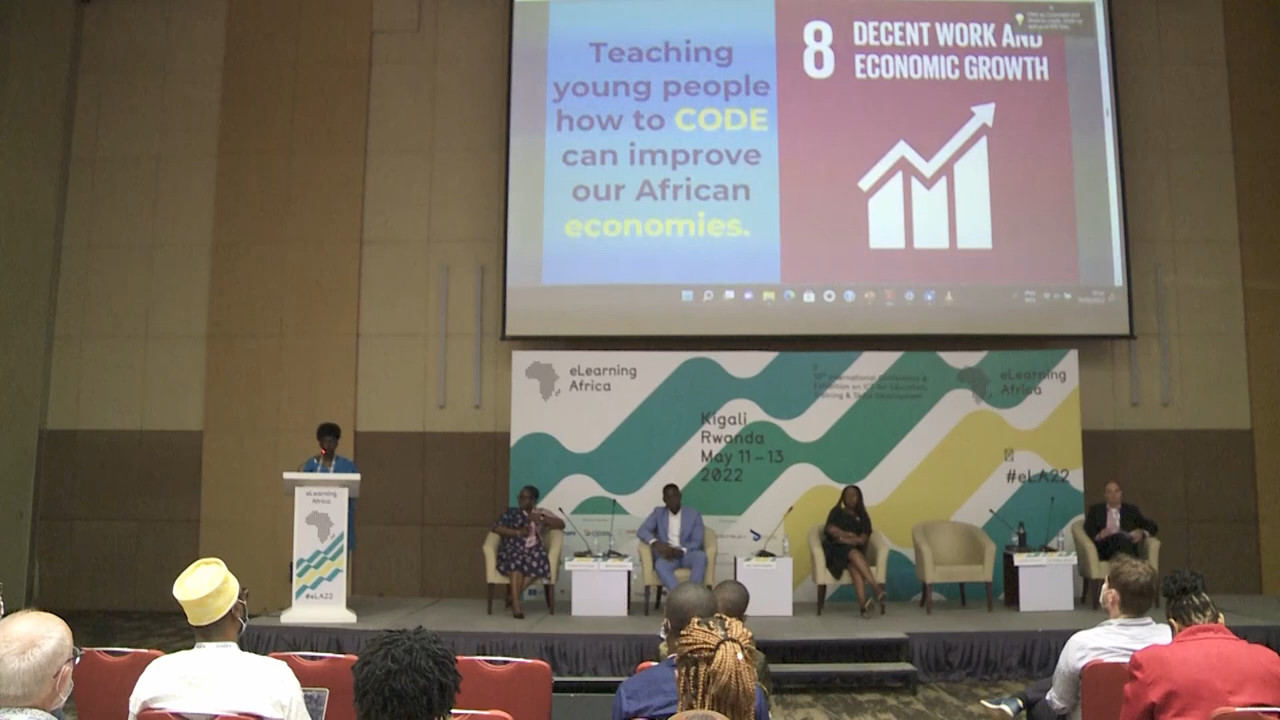 Teaching
young people
how to CODE
can improve
our African
economies.
8 DECENT WORK AND
ECONOMIC GROWTH
eLearning
Africa
eLearning
Africa
Kigali
Rwanda
May 11 – 13
2022
#eLA22
eLearning
Africa
#eLA22